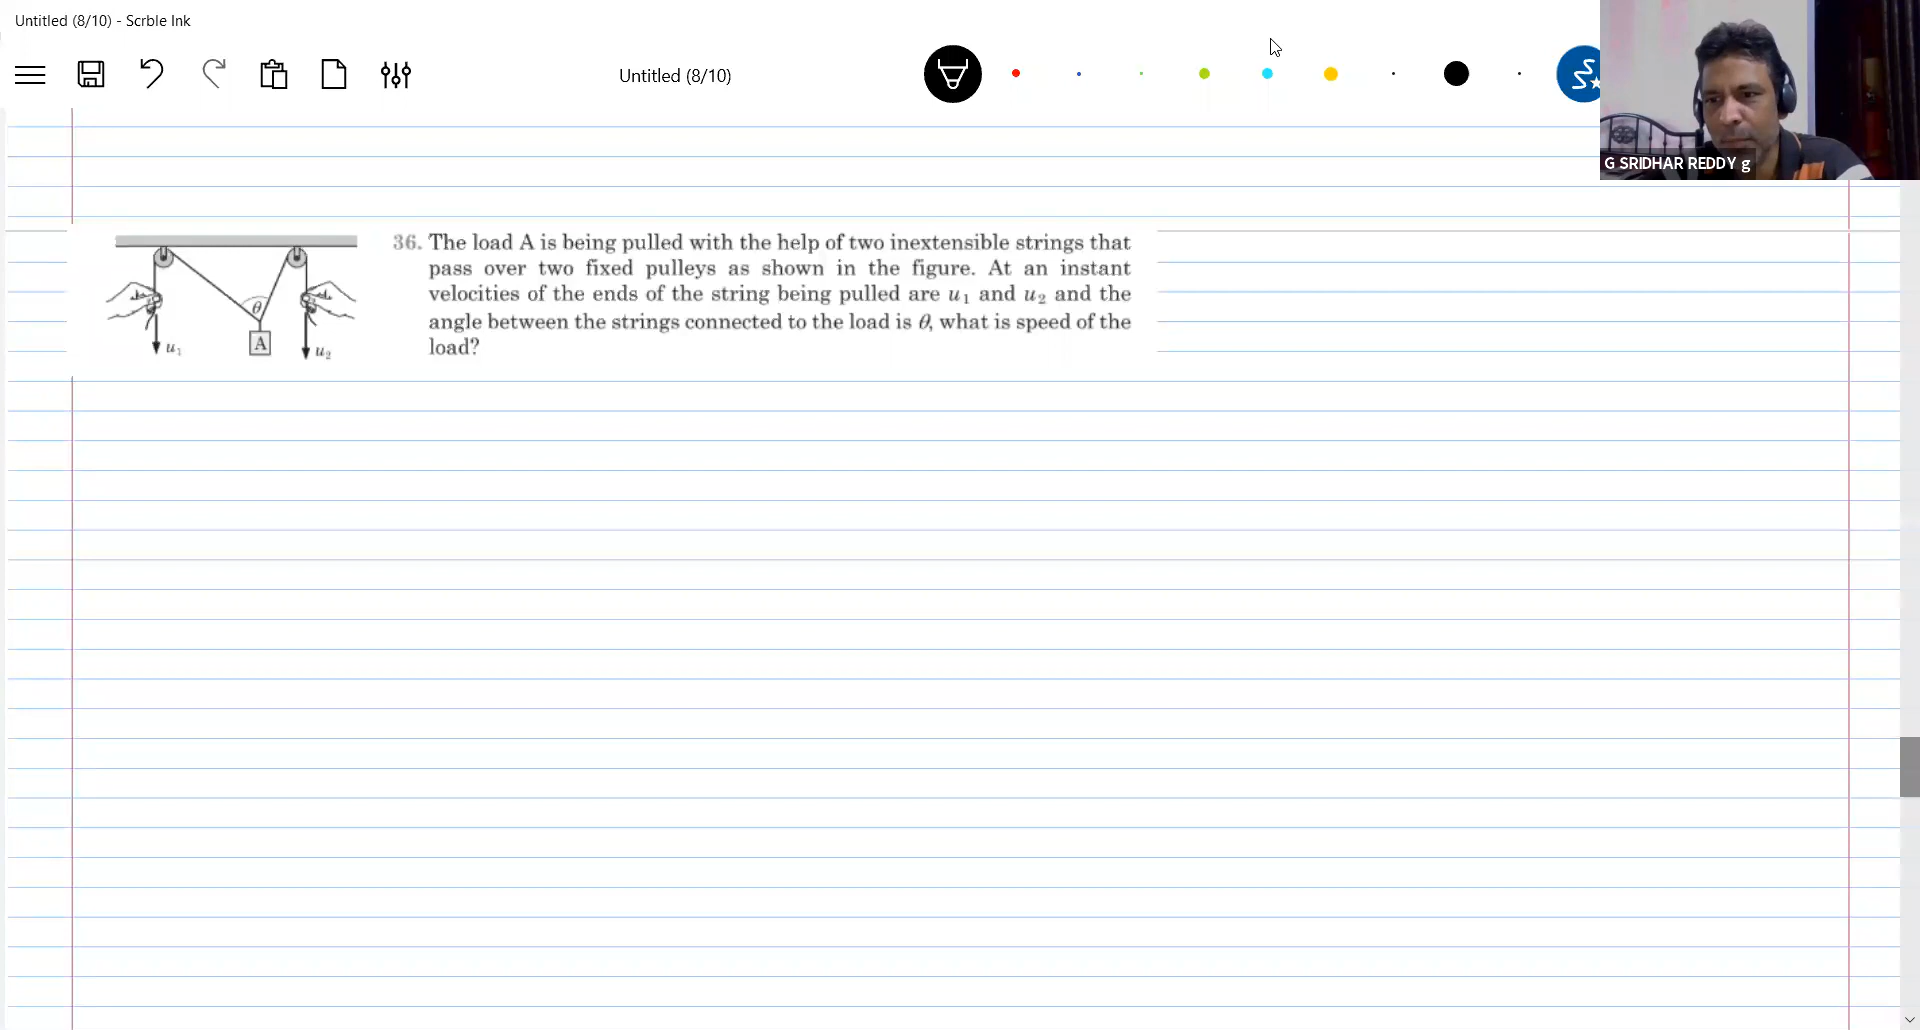 Untitled (8/10) - Scrble Ink
Untitled (8/10)
G SRIDHAR REDDY g
36. The load A is being pulled with the help of two inextensible strings that
pass over two fixed pulleys as shown in the figure. At an instant
velocities of the ends of the string being pulled are u₁ and u₂ and the
angle between the strings connected to the load is θ, what is speed of the
load?
θ
A
u₁
u₂